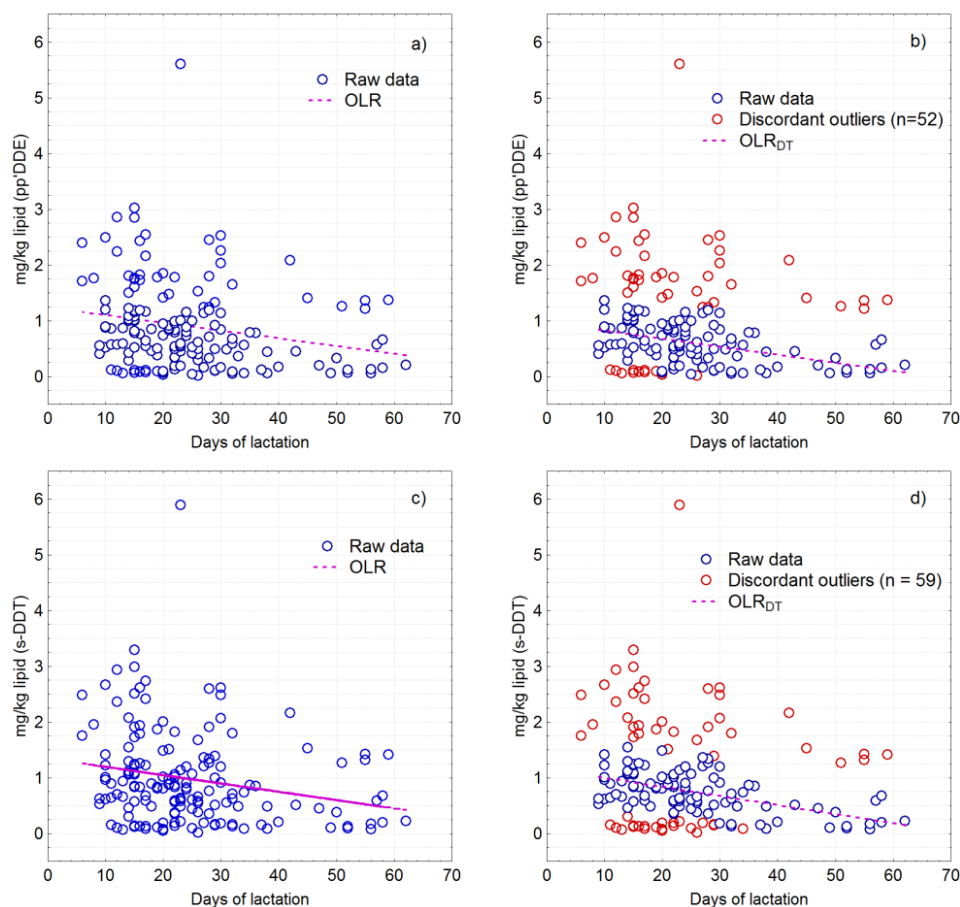 a)
Raw data
OLR
mg/kg lipid (pp'DDE)
6
5
4
3
2
1
0
0 10 20 30 40 50 60 70
Days of lactation
b)
Raw data
Discordant outliers (n=52)
OLRDT
mg/kg lipid (pp'DDE)
6
5
4
3
2
1
0
0 10 20 30 40 50 60 70
Days of lactation
c)
Raw data
OLR
mg/kg lipid (s-DDT)
6
5
4
3
2
1
0
0 10 20 30 40 50 60 70
Days of lactation
d)
Raw data
Discordant outliers (n = 59)
OLRDT
mg/kg lipid (s-DDT)
6
5
4
3
2
1
0
0 10 20 30 40 50 60 70
Days of lactation